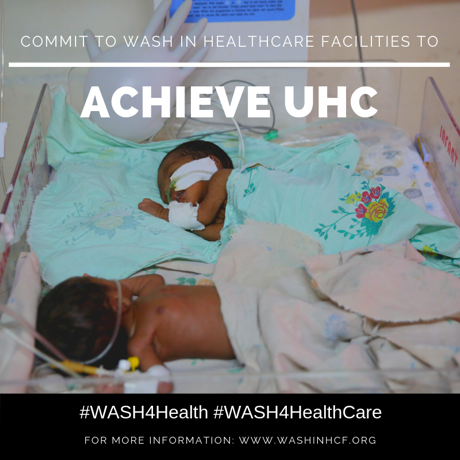 COMMIT TO WASH IN HEALTHCARE FACILITIES TO
ACHIEVE UHC
#WASH4Health #WASH4HealthCare
FOR MORE INFORMATION: WWW.WASHINHCF.ORG